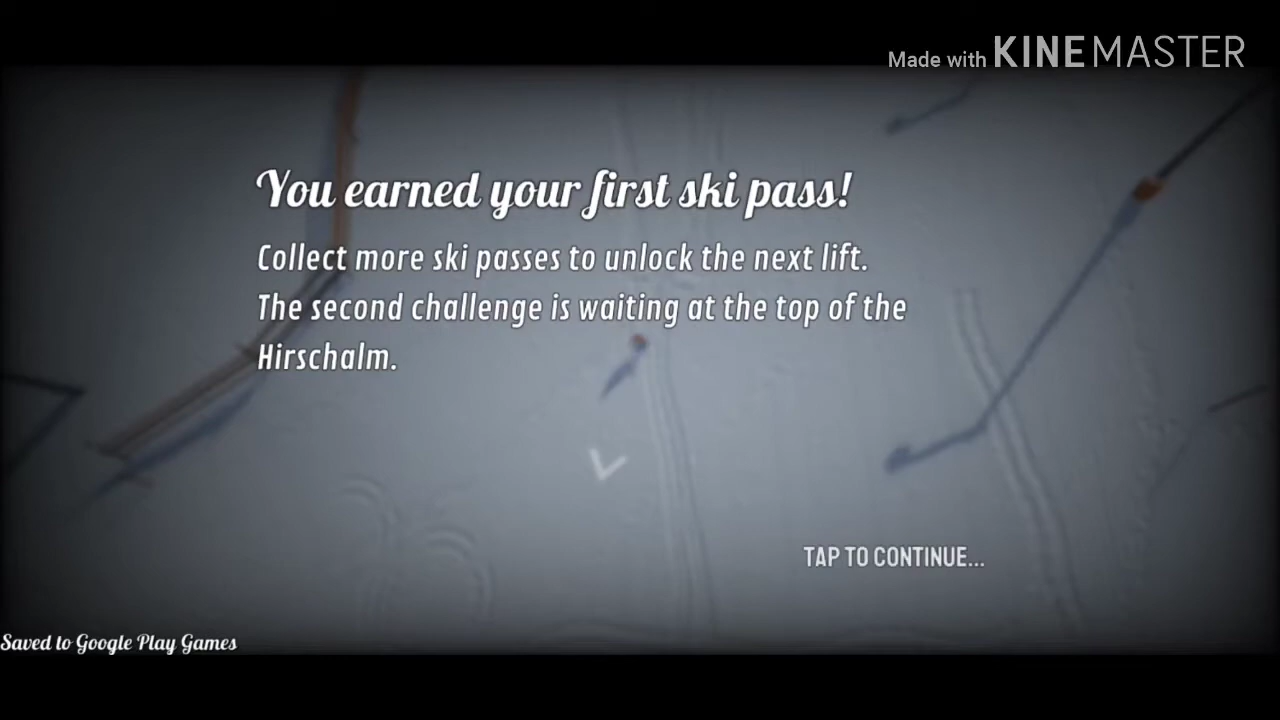 Made with KINEMASTER
You earned your first ski pass!
Collect more ski passes to unlock the next lift.
The second challenge is waiting at the top of the
Hirschalm.
TAP TO CONTINUE...
Saved to Google Play Games